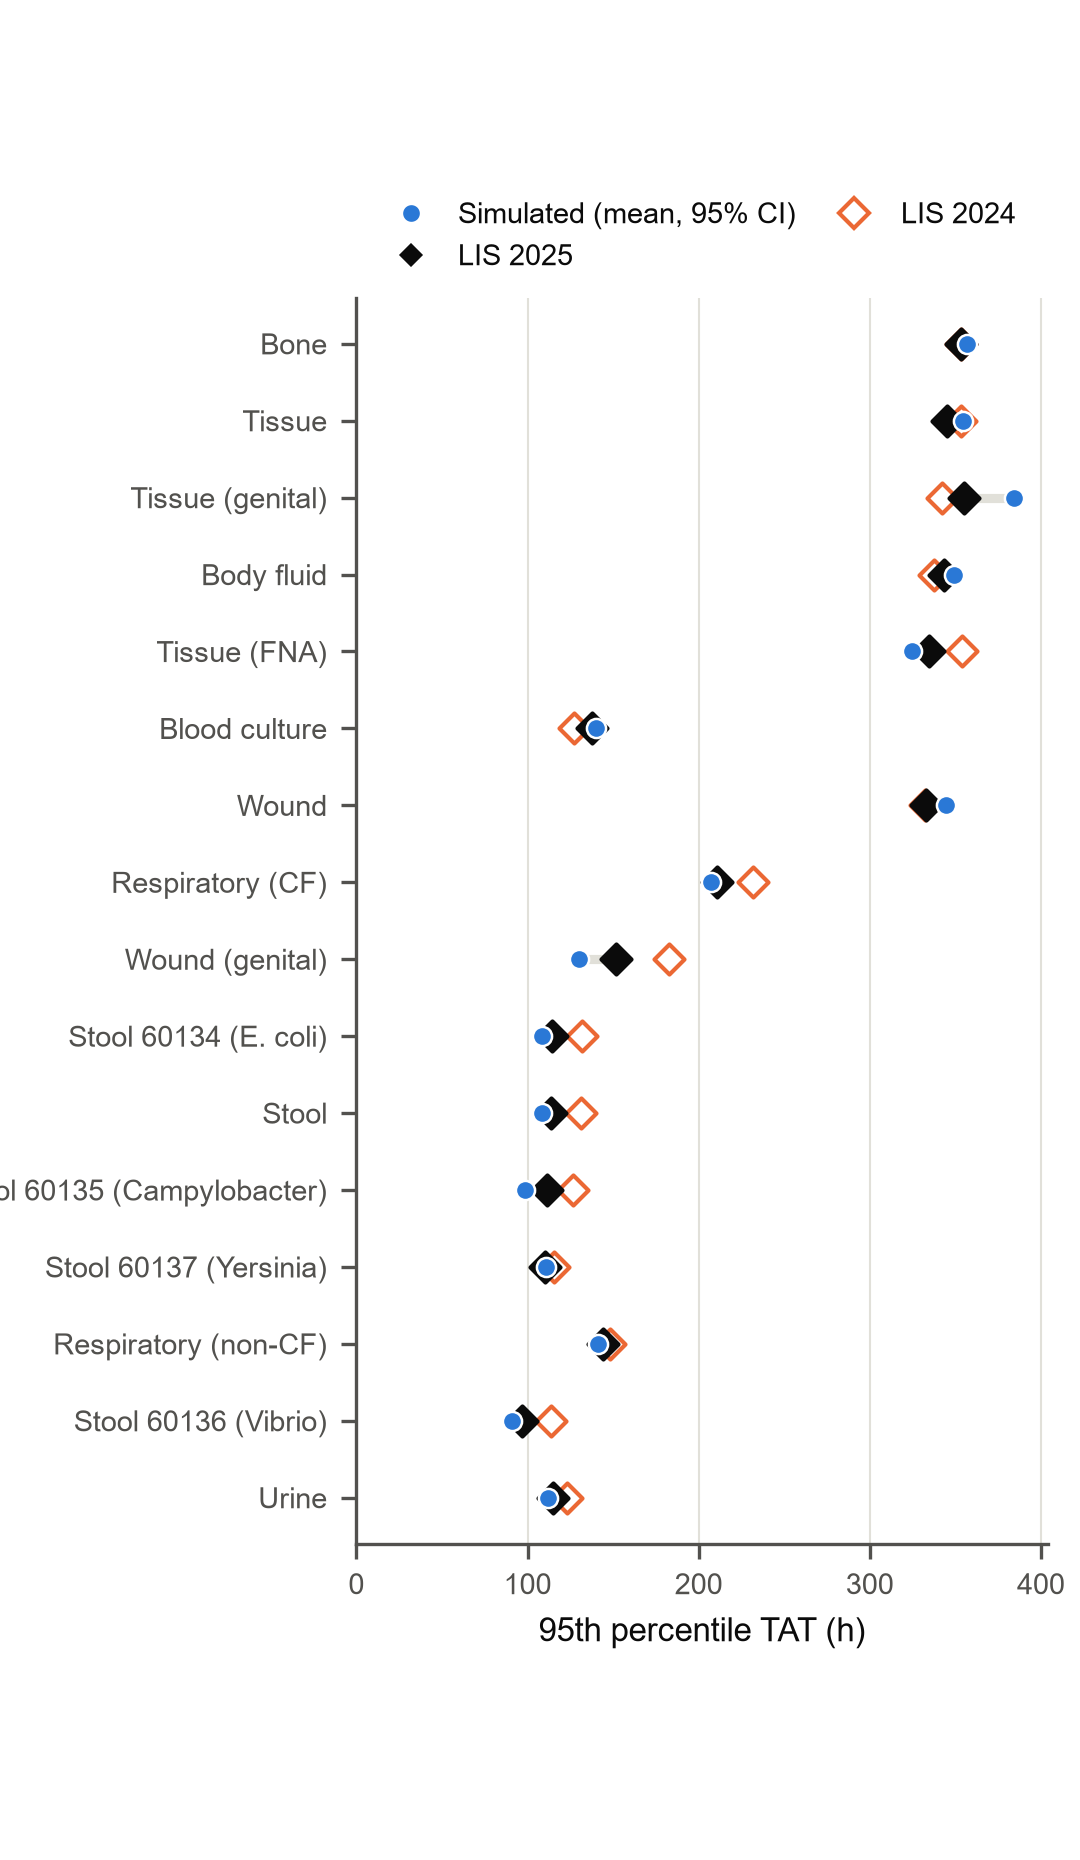 Simulated (mean, 95% CI) LIS 2024
LIS 2025
Bone
Tissue
Tissue (genital)
Body fluid
Tissue (FNA)
Blood culture
Wound
Respiratory (CF)
Wound (genital)
Stool 60134 (E. coli)
Stool
ol 60135 (Campylobacter)
Stool 60137 (Yersinia)
Respiratory (non-CF)
Stool 60136 (Vibrio)
Urine
0 100 200 300 400
95th percentile TAT (h)